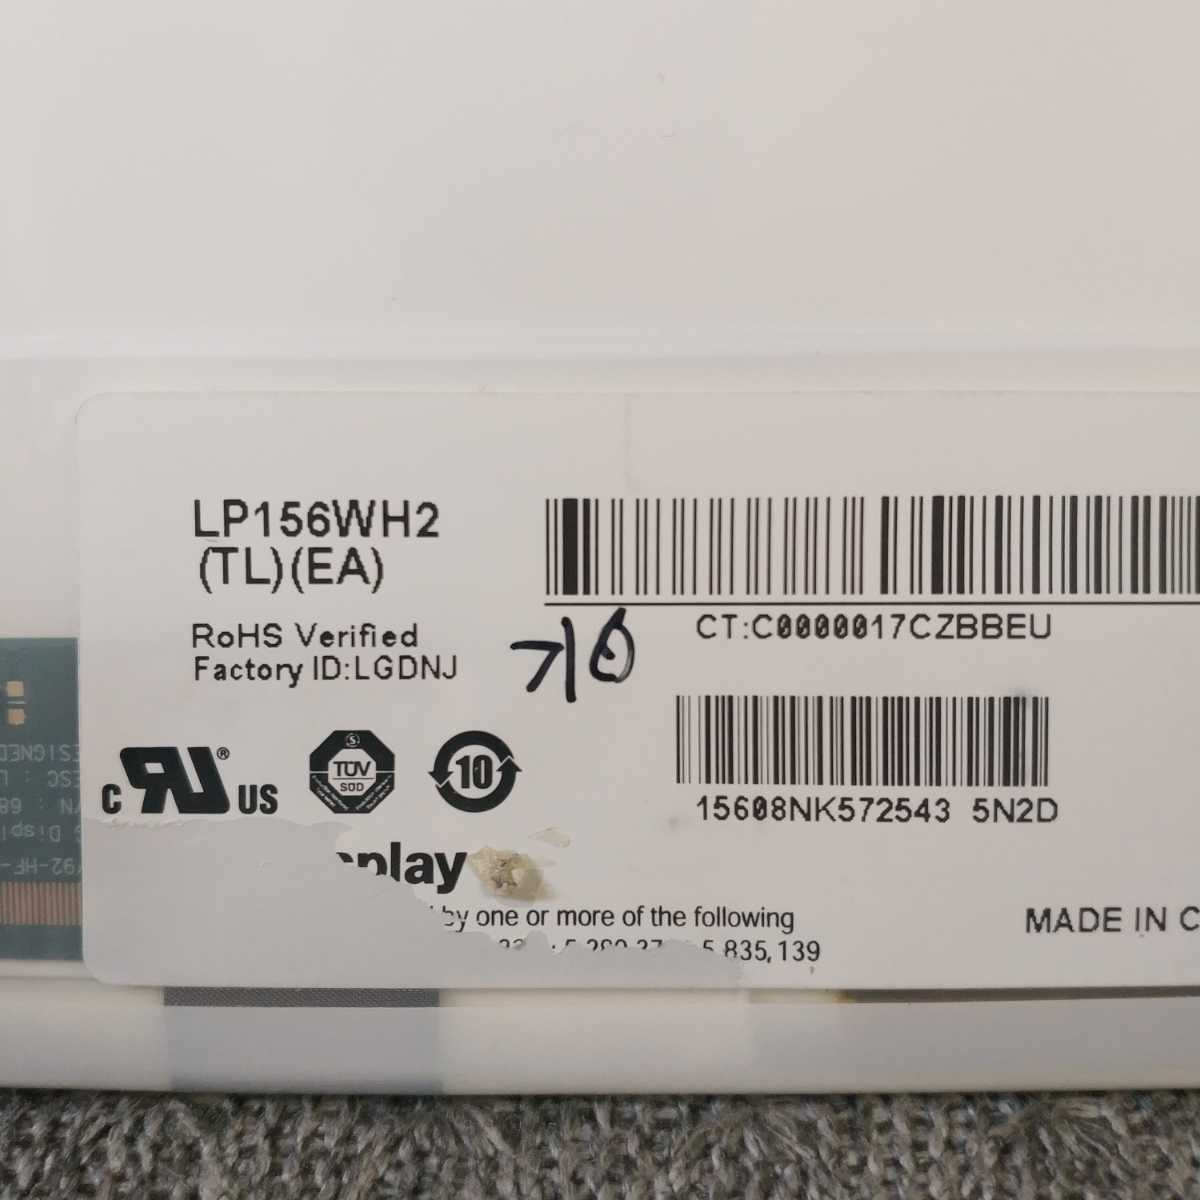 LP156WH2
(TL)(EA)
RoHS Verified
Factory ID:LGDNJ
CT:C0000017CZBBEU
15608NK572543 5N2D
C US ®
TÜV
SÜD
10
by one or more of the following
5,835,139
MADE IN C